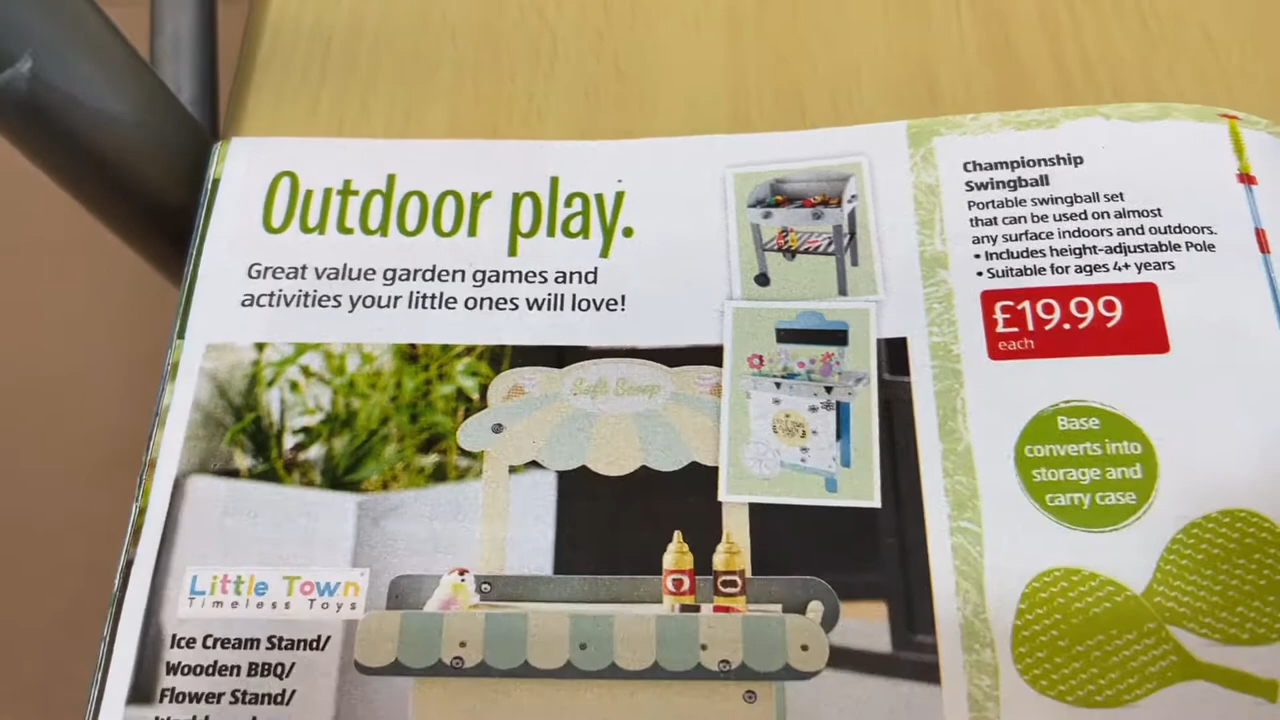 Outdoor play.
Great value garden games and
activities your little ones will love!
Soft Scoop
Little Town
Timeless Toys
Ice Cream Stand/
Wooden BBQ/
Flower Stand/
Championship
Swingball
Portable swingball set
that can be used on almost
any surface indoors and outdoors.
• Includes height-adjustable Pole
• Suitable for ages 4+ years
£19.99
each
Base
converts into
storage and
carry case